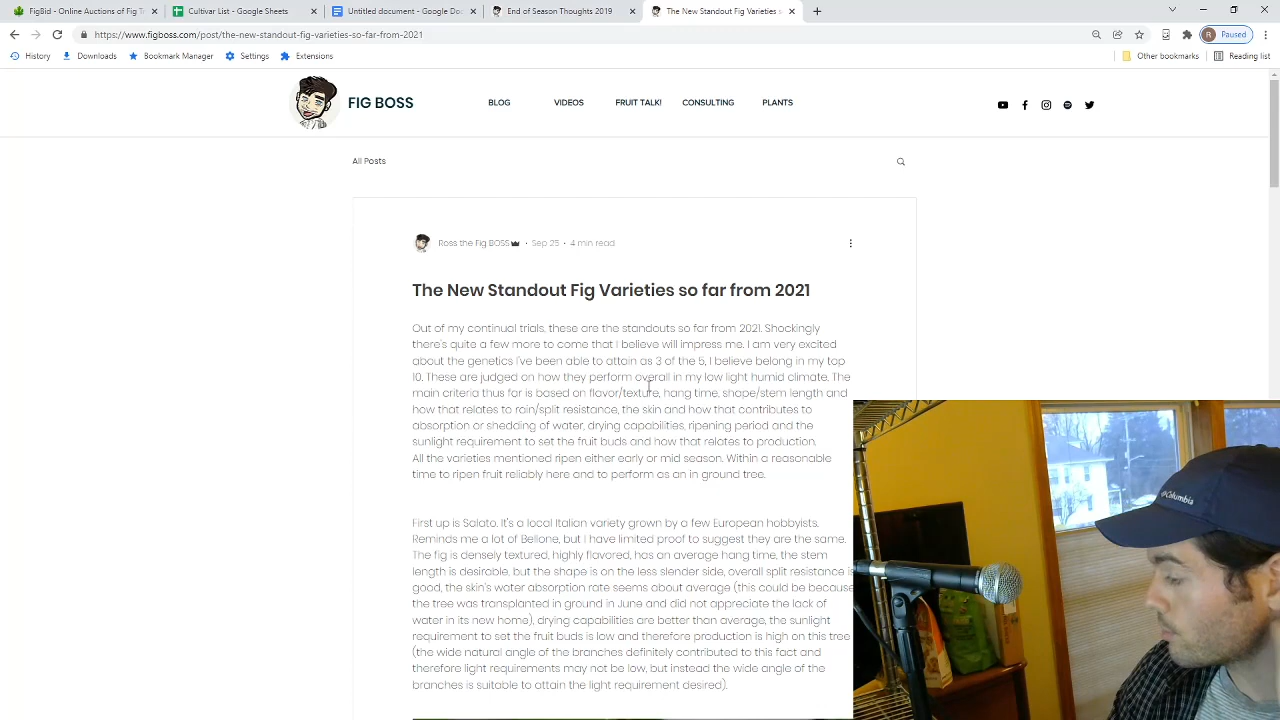 FigBid - Online Auctions of Fig Tr
Cultivar List - Google Sheets
Untitled document - Google Doc
End of Season Thoughts 2019
The New Standout Fig Varieties s
https://www.figboss.com/post/the-new-standout-fig-varieties-so-far-from-2021
R Paused
History
Downloads
Bookmark Manager
Settings
Extensions
Other bookmarks
Reading list
FIG BOSS
BLOG
VIDEOS
FRUIT TALK!
CONSULTING
PLANTS
All Posts
Ross the Fig BOSS · Sep 25 · 4 min read
The New Standout Fig Varieties so far from 2021
Out of my continual trials, these are the standouts so far from 2021. Shockingly
there's quite a few more to come that I believe will impress me. I am very excited
about the genetics I've been able to attain as 3 of the 5, I believe belong in my top
10. These are judged on how they perform overall in my low light humid climate. The
main criteria thus far is based on flavor/texture, hang time, shape/stem length and
how that relates to rain/split resistance, the skin and how that contributes to
absorption or shedding of water, drying capabilities, ripening period and the
sunlight requirement to set the fruit buds and how that relates to production.
All the varieties mentioned ripen either early or mid season. Within a reasonable
time to ripen fruit reliably here and to perform as an in ground tree.
First up is Salato. It's a local Italian variety grown by a few European hobbyists.
Reminds me a lot of Bellone, but I have limited proof to suggest they are the same.
The fig is densely textured, highly flavored, has an average hang time, the stem
length is desirable, but the shape is on the less slender side, overall split resistance is
good, the skin's water absorption rate seems about average (this could be because
the tree was transplanted in ground in June and did not appreciate the lack of
water in its new home), drying capabilities are better than average, the sunlight
requirement to set the fruit buds is low and therefore production is high on this tree
(the wide natural angle of the branches definitely contributed to this fact and
therefore light requirements may not be low, but instead the wide angle of the
branches is suitable to attain the light requirement desired).
Columbia